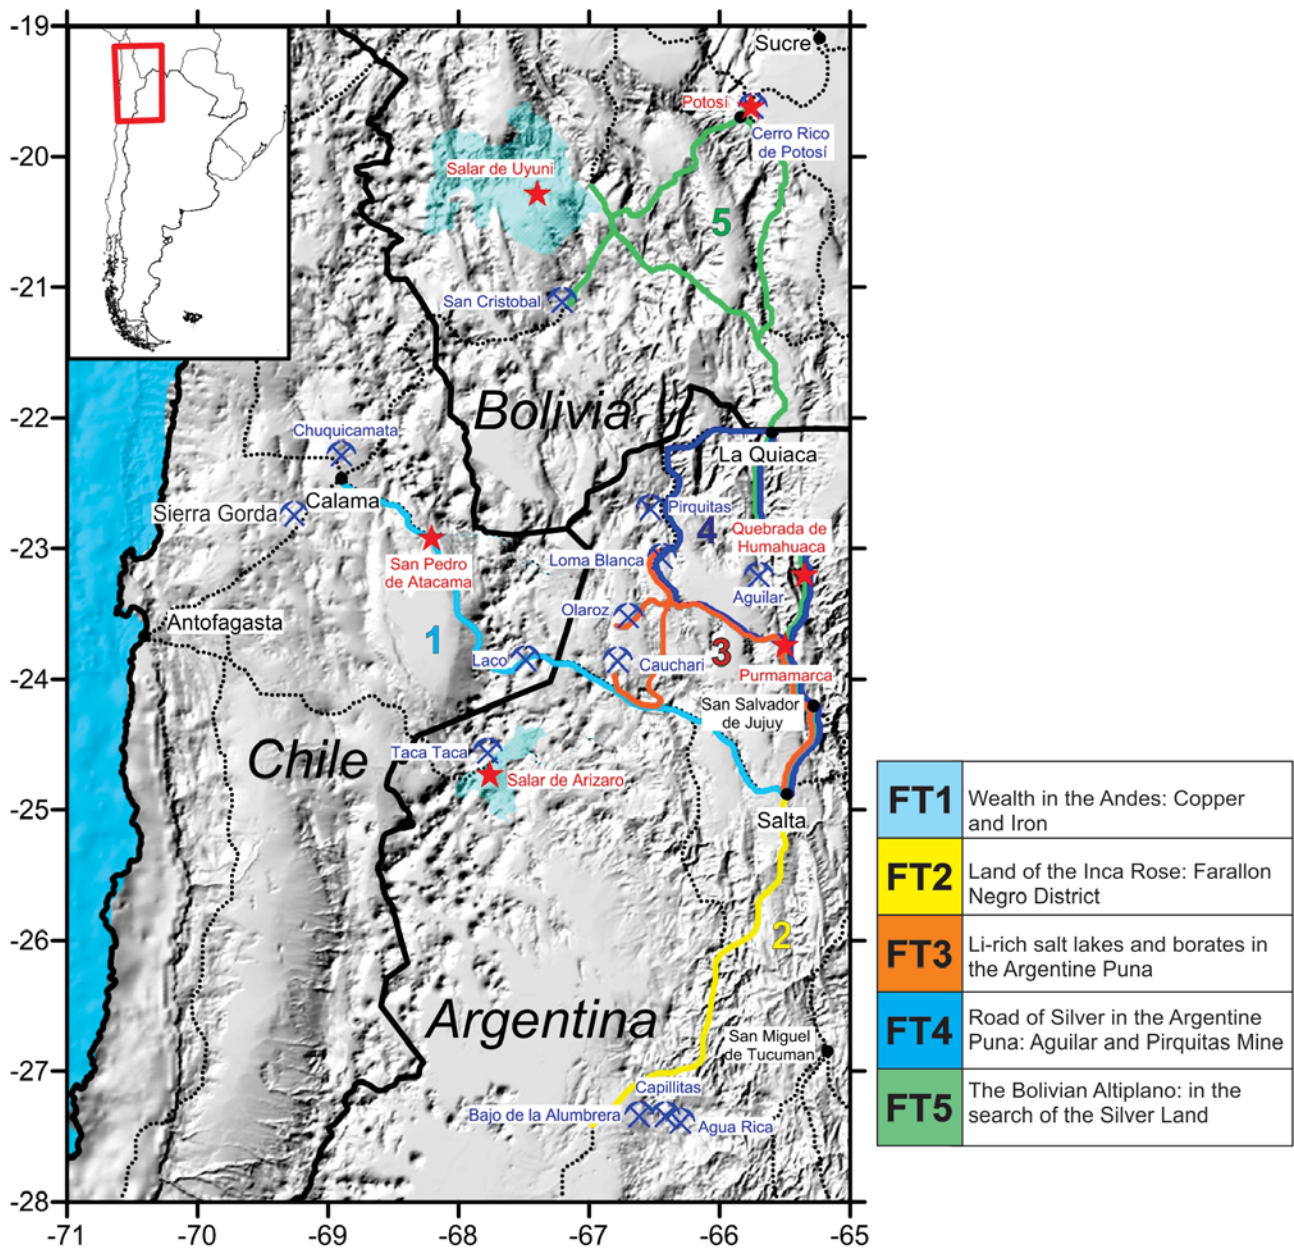 -19
-20
-21
-22
-23
-24
-25
-26
-27
-28
-71
-70
-69
-68
-67
-66
-65
Sucre
Potosí
Cerro Rico
de Potosí
Salar de Uyuni
5
San Cristobal
Bolivia
Chuquicamata
La Quiaca
Calama
Sierra Gorda
Pirquitas
4
Quebrada de
Humahuaca
San Pedro
de Atacama
Loma Blanca
Aguilar
Olaroz
Antofagasta
1
3
Laco
Cauchari
Purmamarca
San Salvador
de Jujuy
Chile
Taca Taca
Salar de Arizaro
Salta
2
Argentina
San Miguel
de Tucuman
Capillitas
Bajo de la Alumbrera
Agua Rica
FT1
Wealth in the Andes: Copper
and Iron
FT2
Land of the Inca Rose: Farallon
Negro District
FT3
Li-rich salt lakes and borates in
the Argentine Puna
FT4
Road of Silver in the Argentine
Puna: Aguilar and Pirquitas Mine
FT5
The Bolivian Altiplano: in the
search of the Silver Land